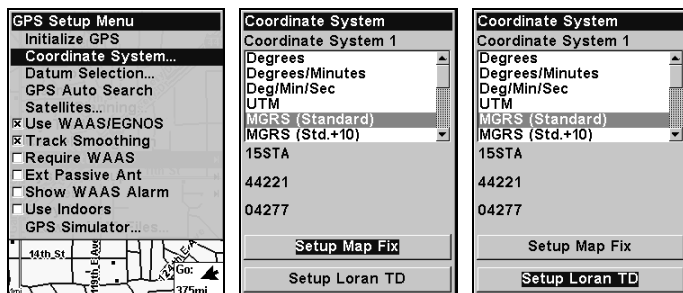 GPS Setup Menu
Initialize GPS
Coordinate System...
Datum Selection...
GPS Auto Search
Satellites...
Use WAAS/EGNOS
Track Smoothing
Require WAAS
Ext Passive Ant
Show WAAS Alarm
Use Indoors
GPS Simulator...
14th St
119th E Ave
Go:
375mi
Coordinate System
Coordinate System 1
Degrees
Degrees/Minutes
Deg/Min/Sec
UTM
MGRS (Standard)
MGRS (Std.+10)
15STA
44221
04277
Setup Map Fix
Setup Loran TD
Coordinate System
Coordinate System 1
Degrees
Degrees/Minutes
Deg/Min/Sec
UTM
MGRS (Standard)
MGRS (Std.+10)
15STA
44221
04277
Setup Map Fix
Setup Loran TD